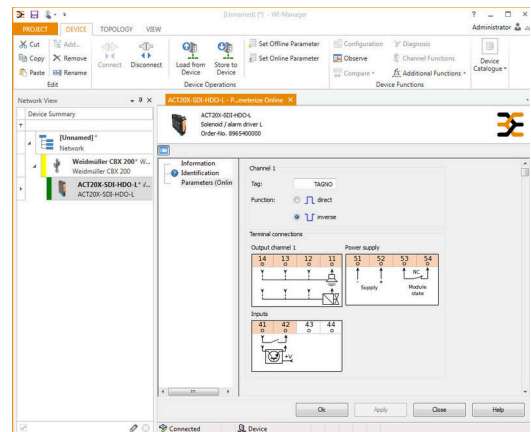 [Unnamed] (*) - WI-Manager
PROJECT DEVICE TOPOLOGY VIEW
Administrator
Cut Add...
Copy Remove
Paste Rename
Connect Disconnect
Load from Device
Store to Device
Set Offline Parameter
Set Online Parameter
Configuration
Observe
Compare
Diagnosis
Channel Functions
Additional Functions
Device Catalogue
Edit
Device Operations
Device Functions
Network View
Device Summary
[Unnamed]*
Network
Weidmüller CBX 200* W...
Weidmüller CBX 200
ACT20X-SDI-HDO-L* /...
ACT20X-SDI-HDO-L
ACT20X-SDI-HDO-L - P...meterize Online
ACT20X-SDI-HDO-L
Solenoid / alarm driver L
Order-No. 8965400000
Information
Identification
Parameters (Onlin
Channel 1
Tag: TAGNO
Function: direct
inverse
Terminal connections
Output channel 1 Power supply
14 13 12 11 51 52 53 54
- + NC
Supply Module state
Inputs
41 42 43 44
+V
Ok Apply Close Help
Connected Device